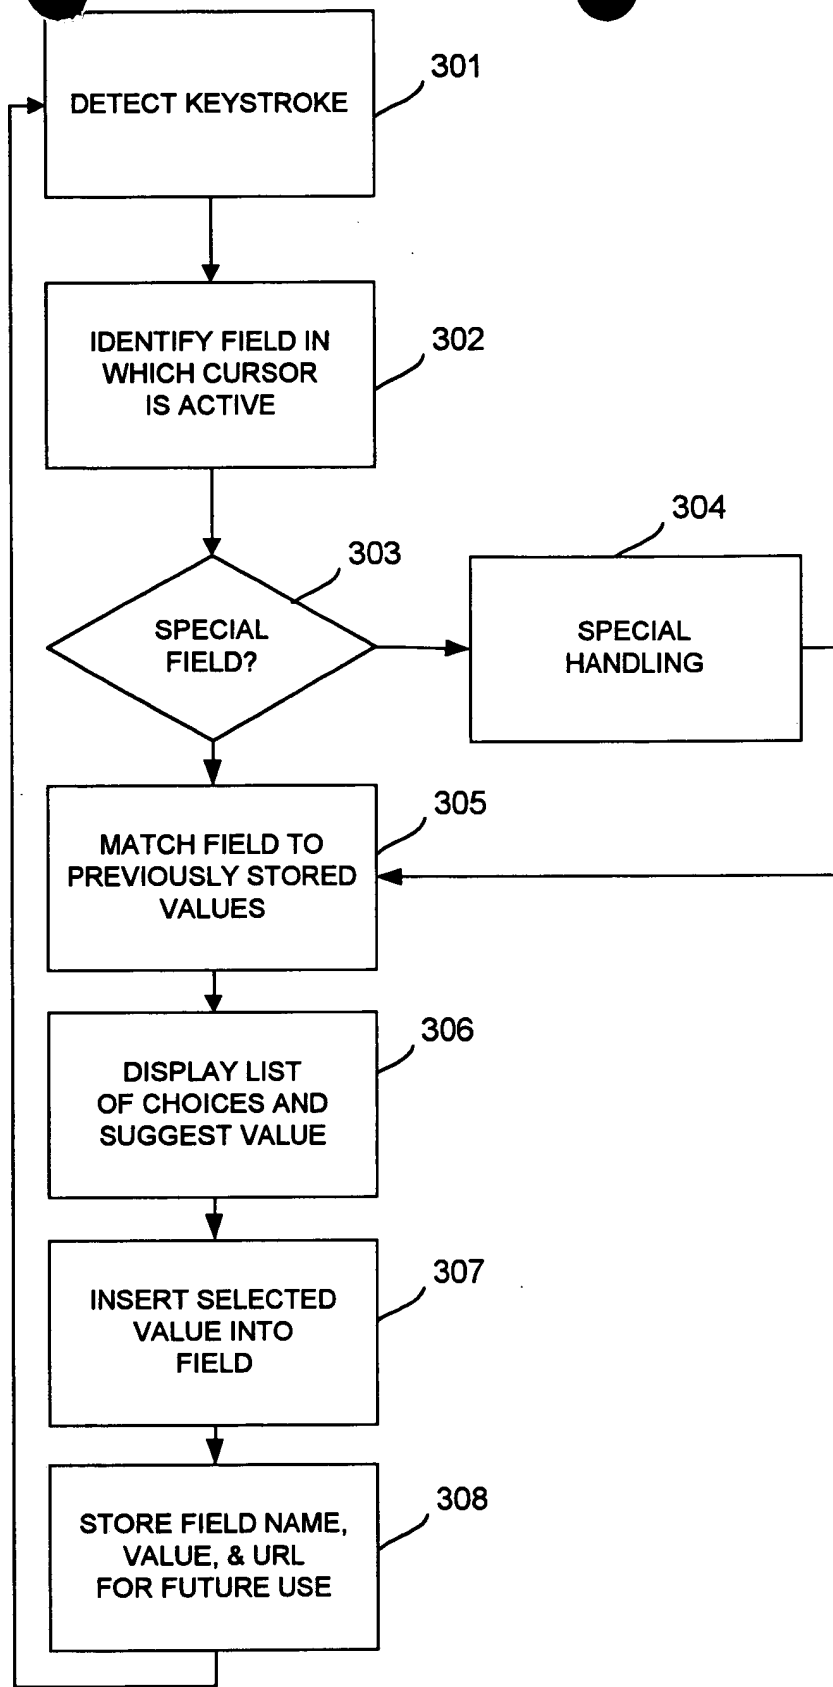 301
DETECT KEYSTROKE
302
IDENTIFY FIELD IN
WHICH CURSOR
IS ACTIVE
303
SPECIAL
FIELD?
304
SPECIAL
HANDLING
305
MATCH FIELD TO
PREVIOUSLY STORED
VALUES
306
DISPLAY LIST
OF CHOICES AND
SUGGEST VALUE
307
INSERT SELECTED
VALUE INTO
FIELD
308
STORE FIELD NAME,
VALUE, & URL
FOR FUTURE USE